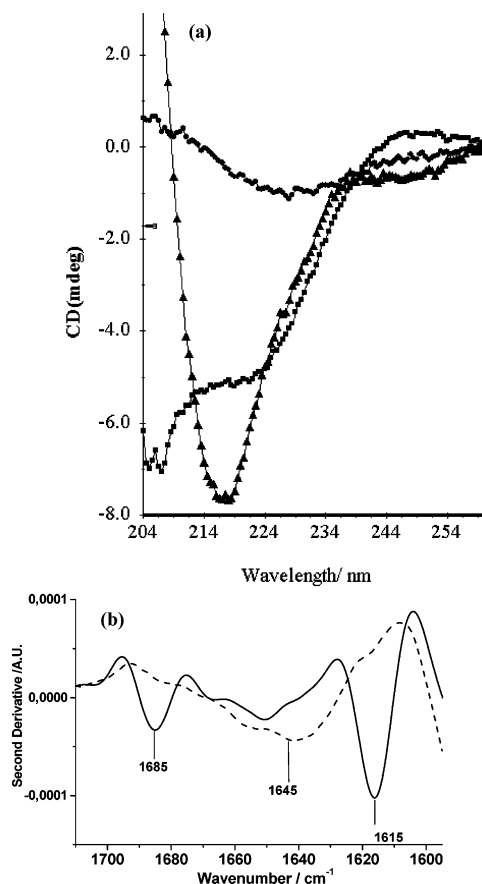 (a)
2.0
0.0
-2.0
-4.0
-6.0
-8.0
CD(mdeg)
204 214 224 234 244 254
Wavelength/ nm
(b)
0,0001
0,0000
-0,0001
Second Derivative /A.U.
1685
1645
1615
1700 1680 1660 1640 1620 1600
Wavenumber / cm⁻¹